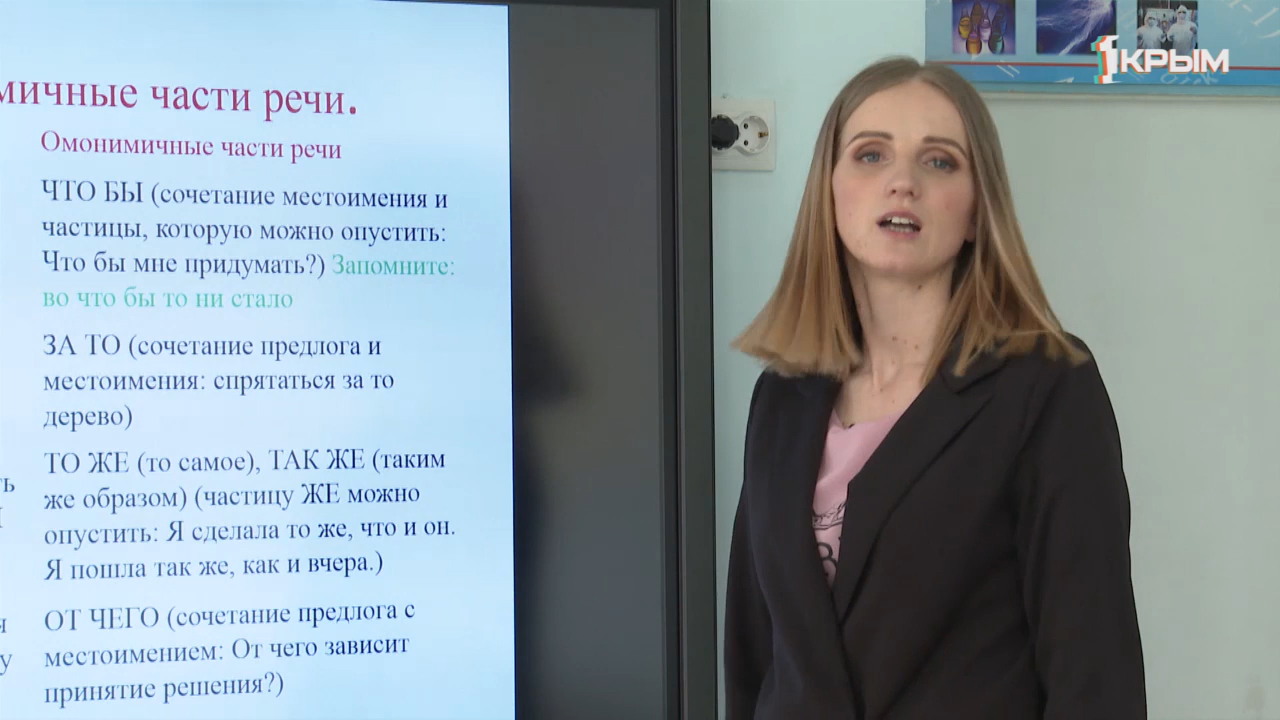 мичные части речи.
Омонимичные части речи
ЧТО БЫ (сочетание местоимения и
частицы, которую можно опустить:
Что бы мне придумать?) Запомните:
во что бы то ни стало
ЗА ТО (сочетание предлога и
местоимения: спрятаться за то
дерево)
ТО ЖЕ (то самое), ТАК ЖЕ (таким
же образом) (частицу ЖЕ можно
опустить: Я сделала то же, что и он.
Я пошла так же, как и вчера.)
ОТ ЧЕГО (сочетание предлога с
местоимением: От чего зависит
принятие решения?)
1 КРЫМ